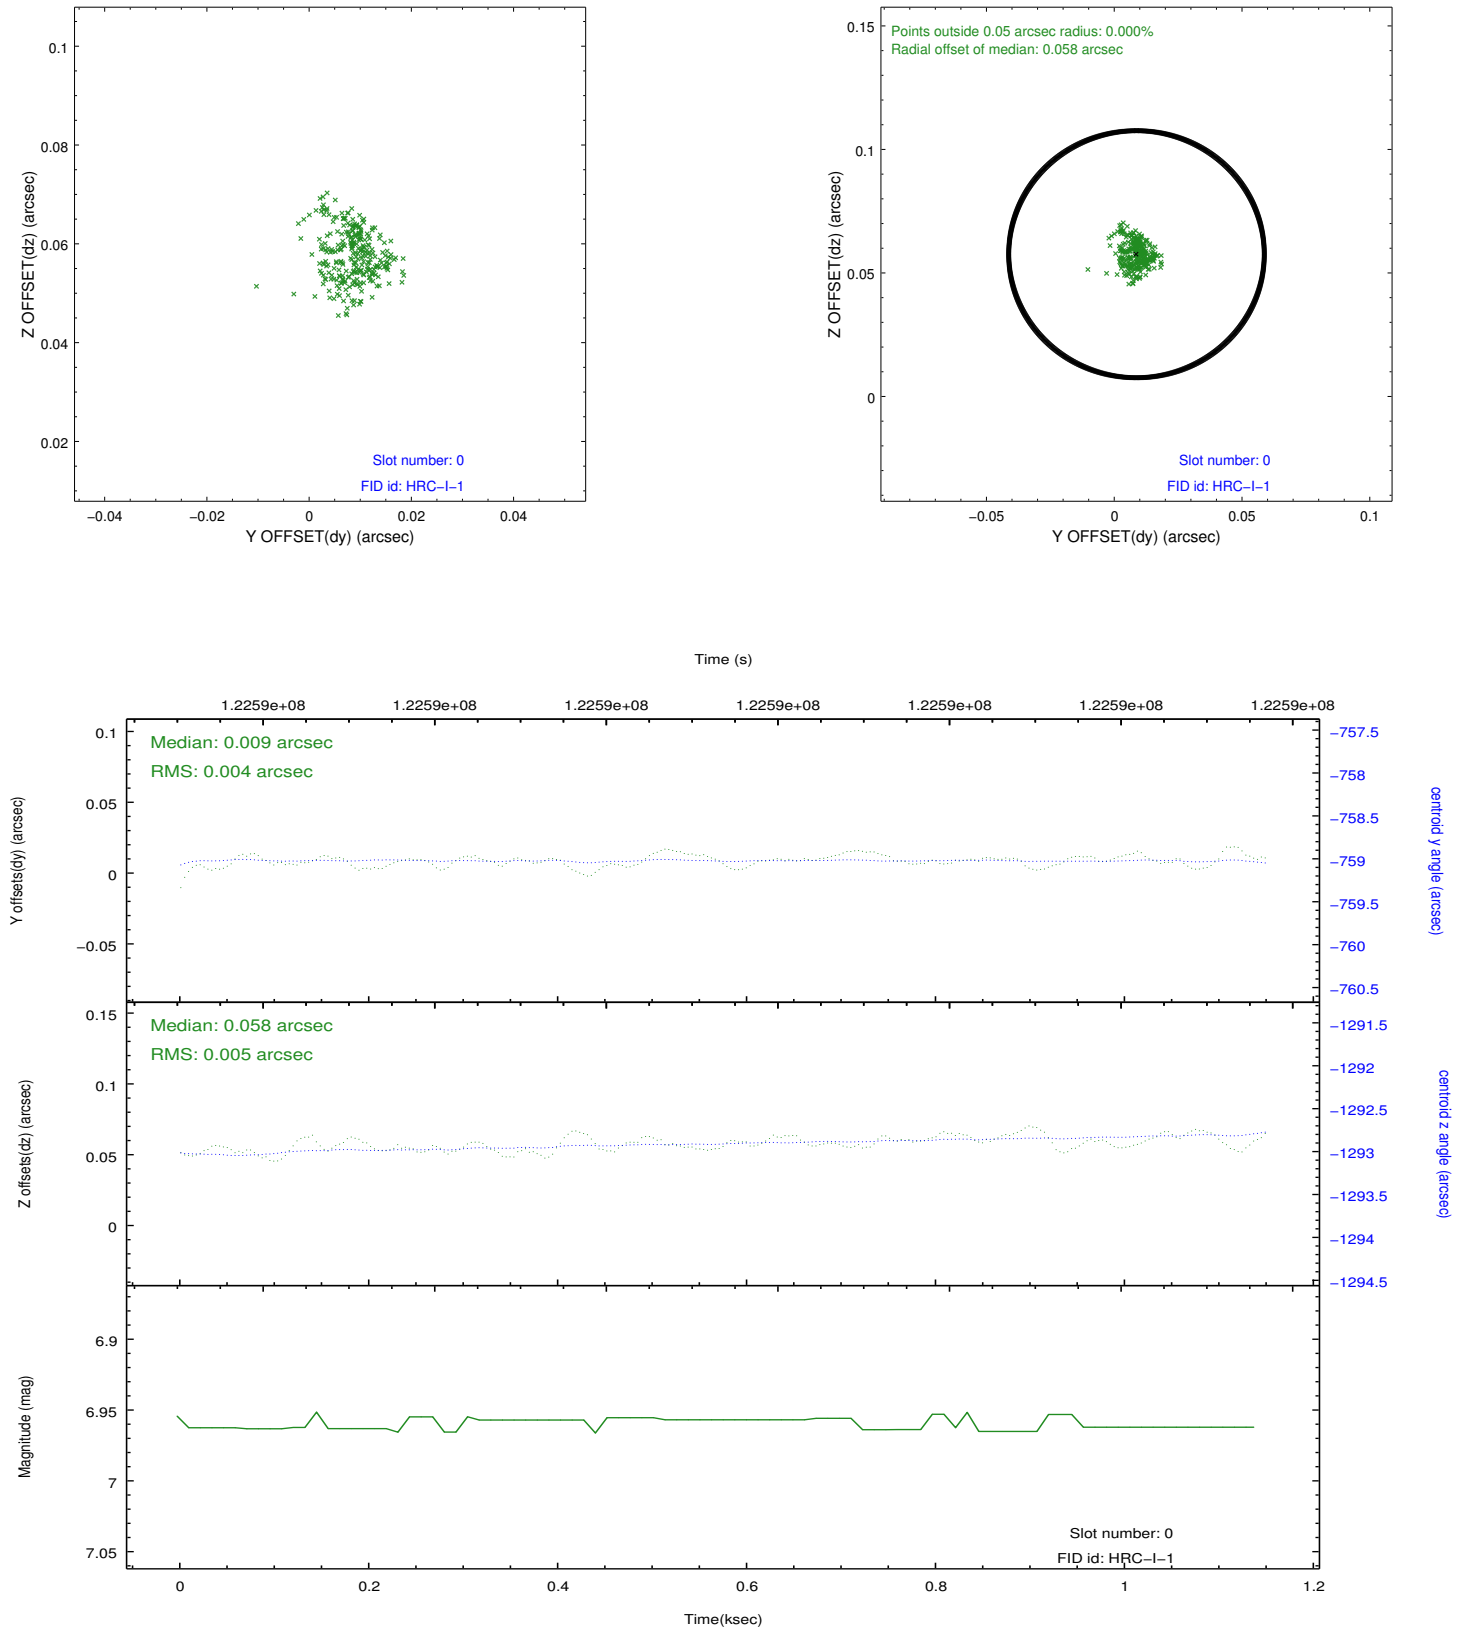 0.1
0.08
0.06
0.04
0.02
Z OFFSET(dz) (arcsec)
Slot number: 0
FID id: HRC−I−1
−0.04
−0.02
0
0.02
0.04
Y OFFSET(dy) (arcsec)
0.15
0.1
0.05
0
Z OFFSET(dz) (arcsec)
Points outside 0.05 arcsec radius: 0.000%
Radial offset of median: 0.058 arcsec
Slot number: 0
FID id: HRC−I−1
−0.05
0
0.05
0.1
Y OFFSET(dy) (arcsec)
Time (s)
1.2259e+08
1.2259e+08
1.2259e+08
1.2259e+08
1.2259e+08
1.2259e+08
1.2259e+08
0.1
0.05
0
−0.05
Y offsets(dy) (arcsec)
Median: 0.009 arcsec
RMS: 0.004 arcsec
−757.5
−758
−758.5
−759
−759.5
−760
−760.5
centroid y angle (arcsec)
0.15
0.1
0.05
0
Z offsets(dz) (arcsec)
Median: 0.058 arcsec
RMS: 0.005 arcsec
−1291.5
−1292
−1292.5
−1293
−1293.5
−1294
−1294.5
centroid z angle (arcsec)
6.9
6.95
7
7.05
Magnitude (mag)
Slot number: 0
FID id: HRC−I−1
0
0.2
0.4
0.6
0.8
1
1.2
Time(ksec)